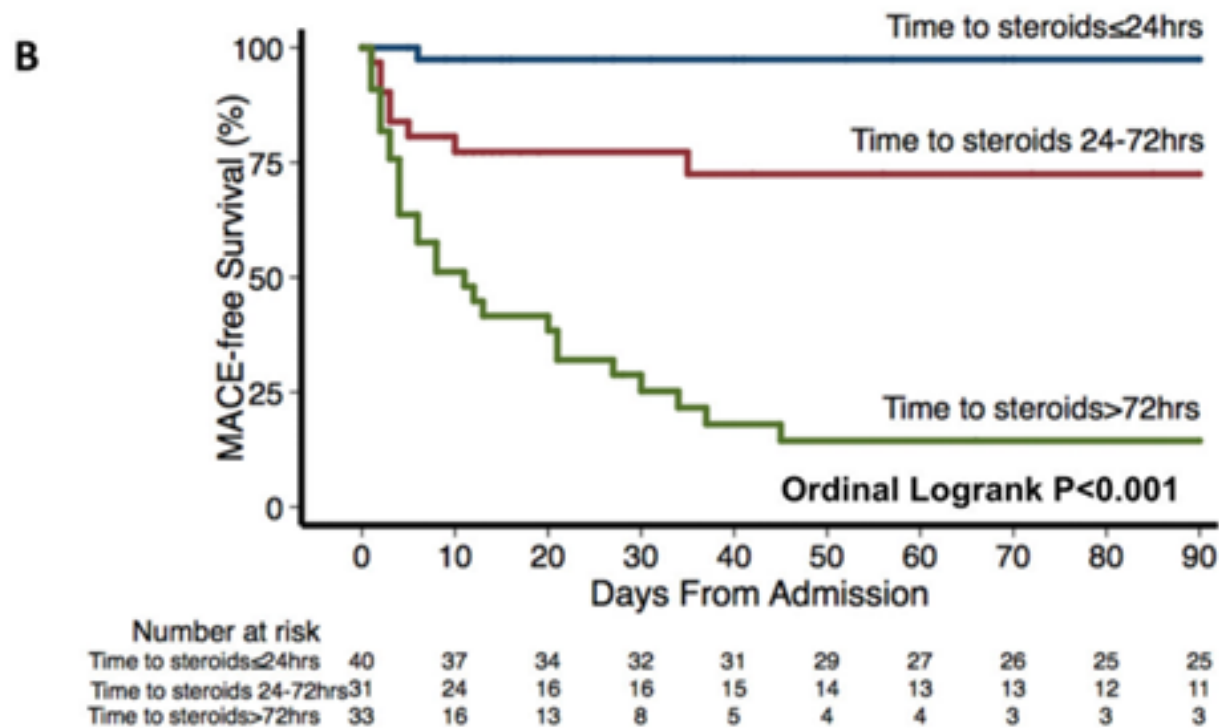 B
Time to steroids≤24hrs
Time to steroids 24-72hrs
Time to steroids>72hrs
Ordinal Logrank P<0.001
MACE-free Survival (%)
100
75
50
25
0
0 10 20 30 40 50 60 70 80 90
Days From Admission
Number at risk
Time to steroids≤24hrs 40 37 34 32 31 29 27 26 25 25
Time to steroids 24-72hrs 31 24 16 16 15 14 13 13 12 11
Time to steroids>72hrs 33 16 13 8 5 4 4 3 3 3